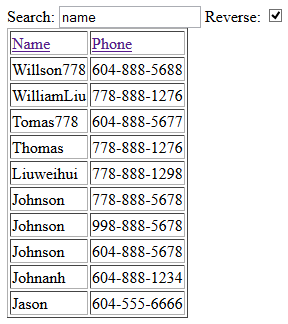 Search: name Reverse:
Name Phone
Willson778 604-888-5688
WilliamLiu 778-888-1276
Tomas778 604-888-5677
Thomas 778-888-1276
Liuweihui 778-888-1298
Johnson 778-888-5678
Johnson 998-888-5678
Johnson 604-888-5678
Johnanh 604-888-1234
Jason 604-555-6666